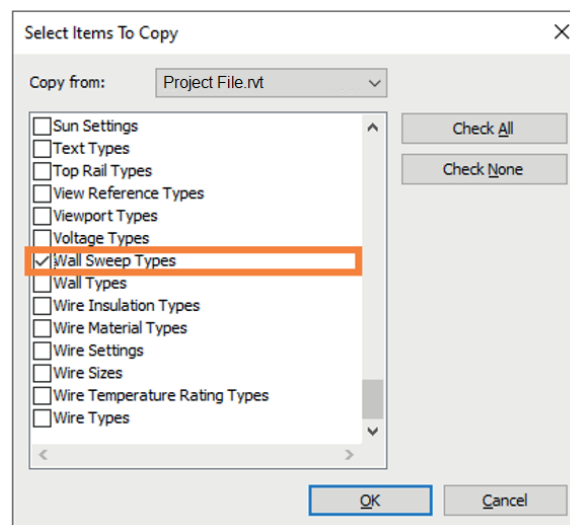 Select Items To Copy
Copy from: Project File.rvt
Sun Settings
Text Types
Top Rail Types
View Reference Types
Viewport Types
Voltage Types
Wall Sweep Types
Wall Types
Wire Insulation Types
Wire Material Types
Wire Settings
Wire Sizes
Wire Temperature Rating Types
Wire Types
Check All
Check None
OK
Cancel